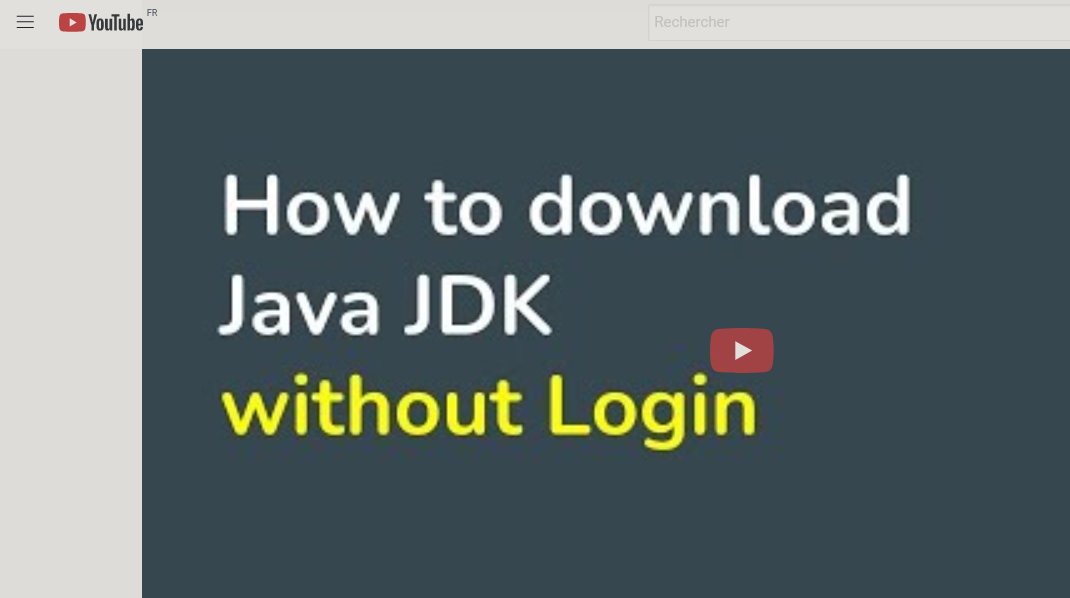 YouTube FR
Rechercher
How to download
Java JDK
without Login